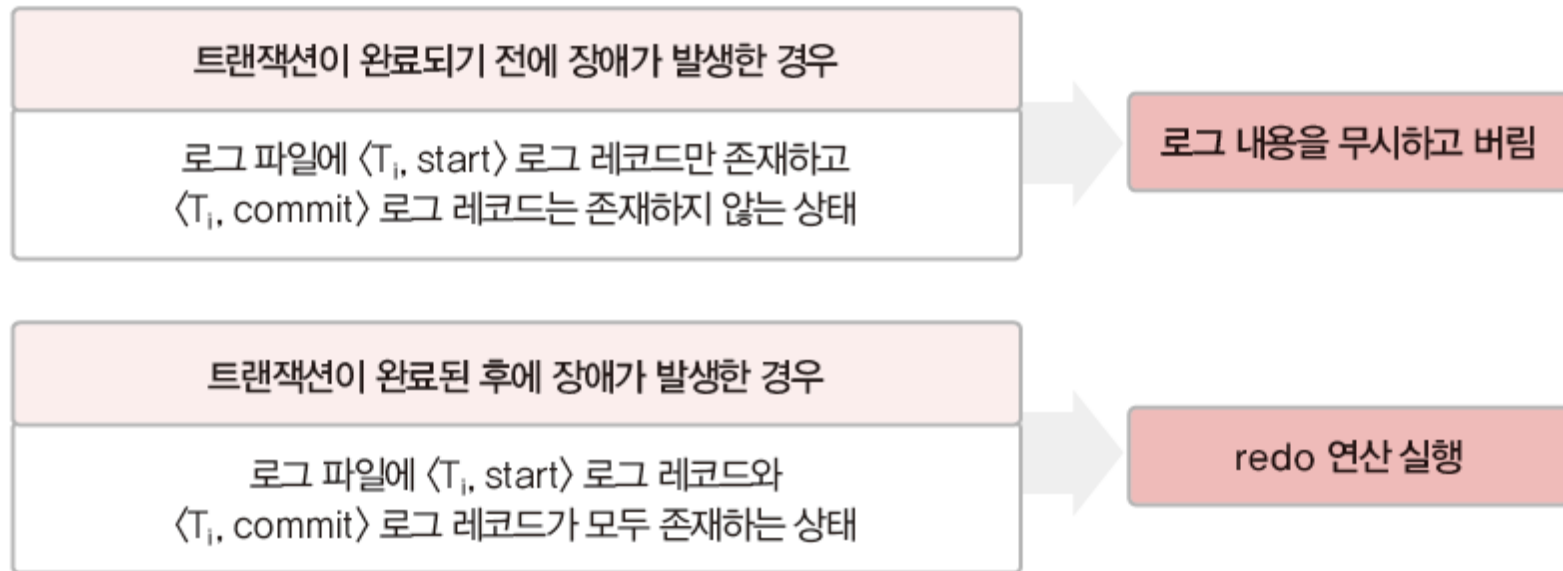 트랜잭션이 완료되기 전에 장애가 발생한 경우
로그 파일에 〈Ti, start〉 로그 레코드만 존재하고
〈Ti, commit〉 로그 레코드는 존재하지 않는 상태
로그 내용을 무시하고 버림
트랜잭션이 완료된 후에 장애가 발생한 경우
로그 파일에 〈Ti, start〉 로그 레코드와
〈Ti, commit〉 로그 레코드가 모두 존재하는 상태
redo 연산 실행